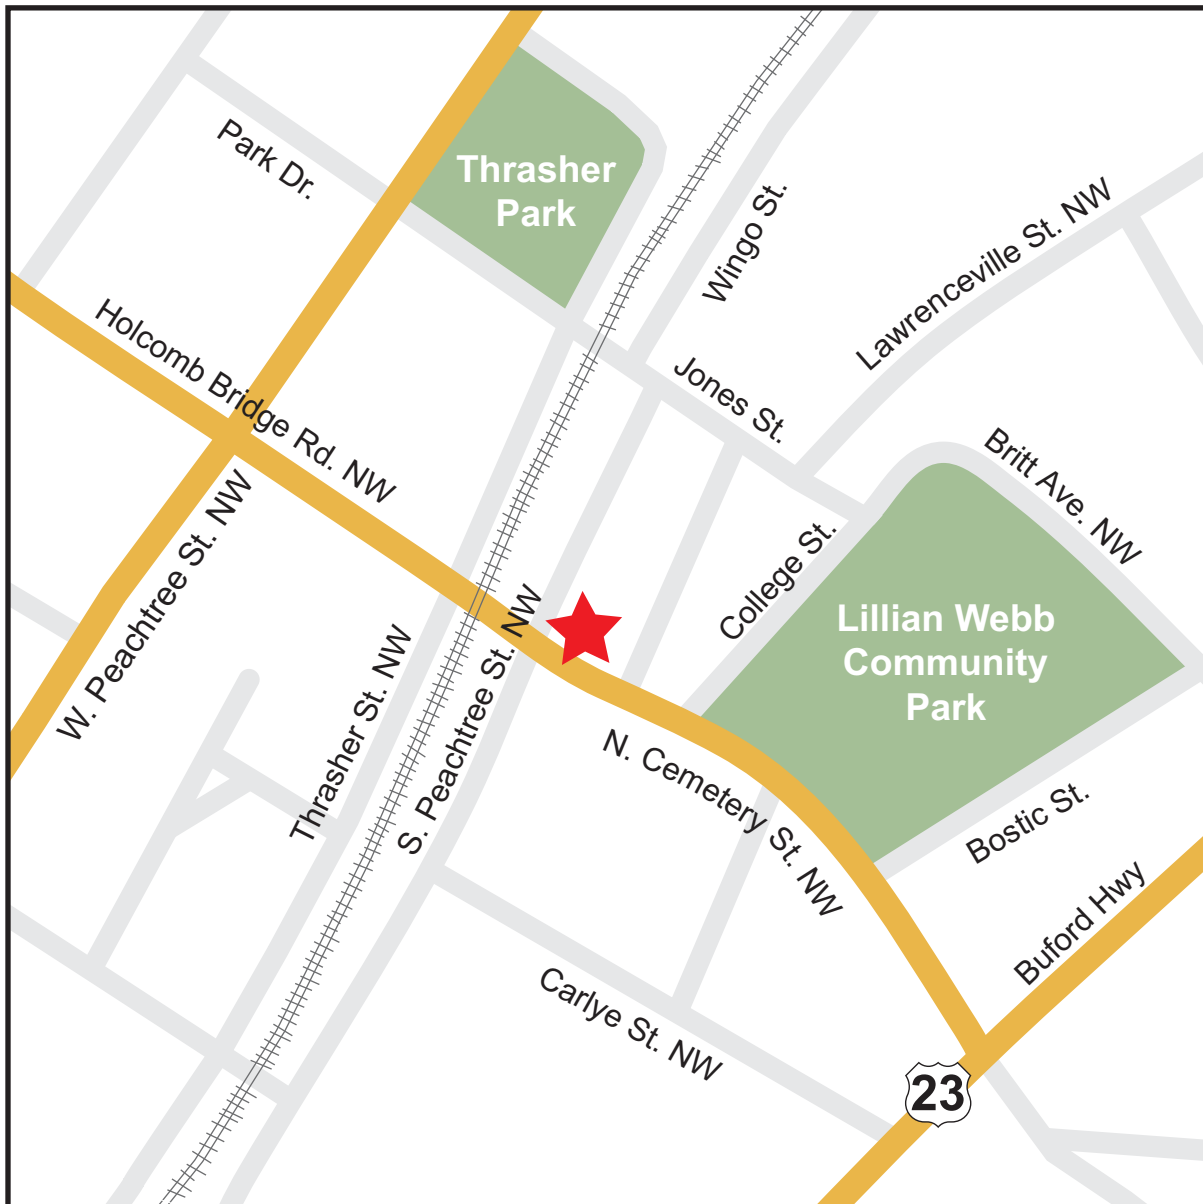 Park Dr.
Thrasher
Park
Wingo St.
Lawrenceville St. NW
Holcomb Bridge Rd. NW
Jones St.
Britt Ave. NW
W. Peachtree St. NW
College St.
Lillian Webb
Community
Park
Thrasher St. NW
S. Peachtree St. NW
N. Cemetery St. NW
Bostic St.
Buford Hwy
Carlye St. NW
23